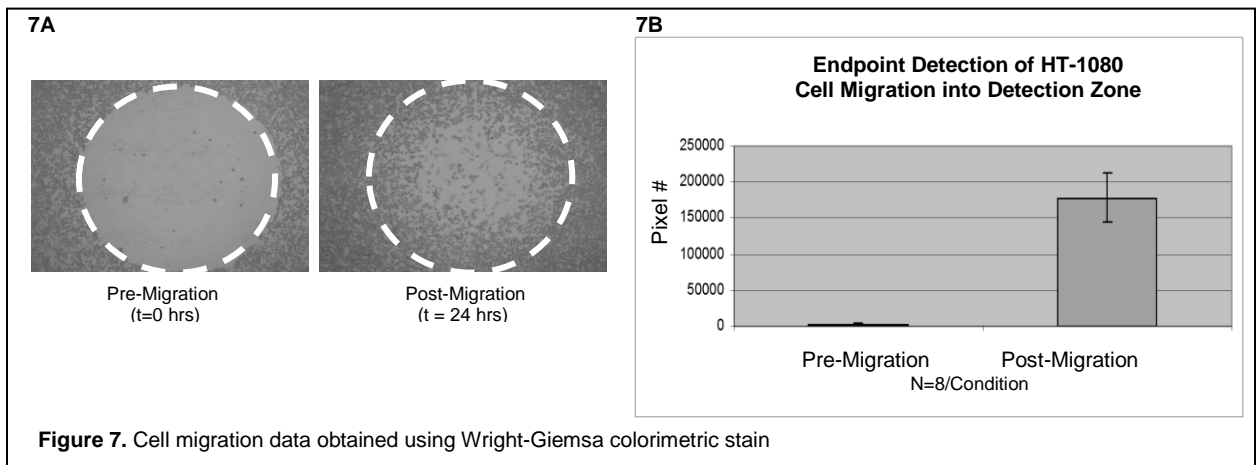 7A
Pre-Migration
(t=0 hrs)
Post-Migration
(t = 24 hrs)
7B
Endpoint Detection of HT-1080
Cell Migration into Detection Zone
Pixel #
250000
200000
150000
100000
50000
0
Pre-Migration
Post-Migration
N=8/Condition
Figure 7. Cell migration data obtained using Wright-Giemsa colorimetric stain